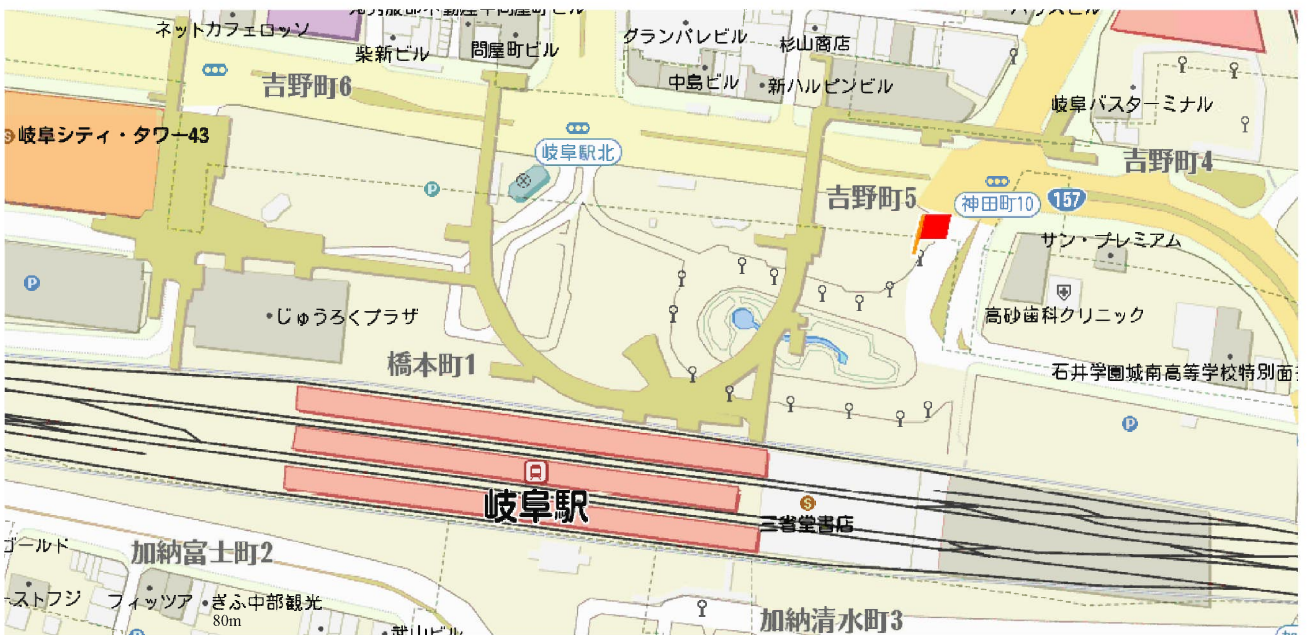 ネットカフェロッソ
柴新ビル
問屋町ビル
グランパレビル
杉山商店
中島ビル
新ハルピンビル
吉野町6
岐阜バスターミナル
岐阜シティ・タワー43
岐阜駅北
吉野町4
吉野町5
神田町10
157
サン・プレミアム
じゅうろくプラザ
高砂歯科クリニック
橋本町1
石井学園城南高等学校特別面
P
P
P
S
S
岐阜駅
三省堂書店
ゴールド
加納富士町2
ーストフジ
フィッツア
ぎふ中部観光
80m
武山ビル
加納清水町3